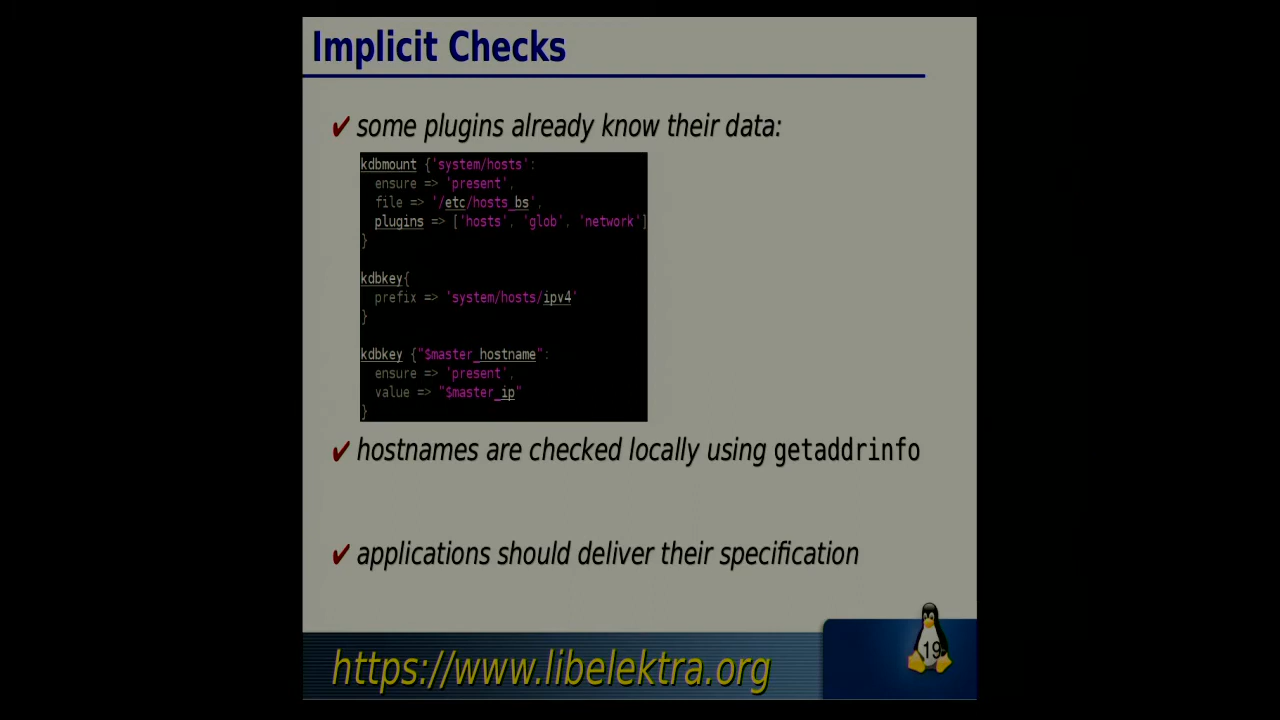 Implicit Checks
✔ some plugins already know their data:
kdbmount {'system/hosts':
  ensure => 'present',
  file => '/etc/hosts_bs',
  plugins => ['hosts', 'glob', 'network']
}
kdbkey{
  prefix => 'system/hosts/ipv4'
}
kdbkey {"$master_hostname":
  ensure => 'present',
  value => "$master_ip"
}
✔ hostnames are checked locally using getaddrinfo
✔ applications should deliver their specification
https://www.libelektra.org
19